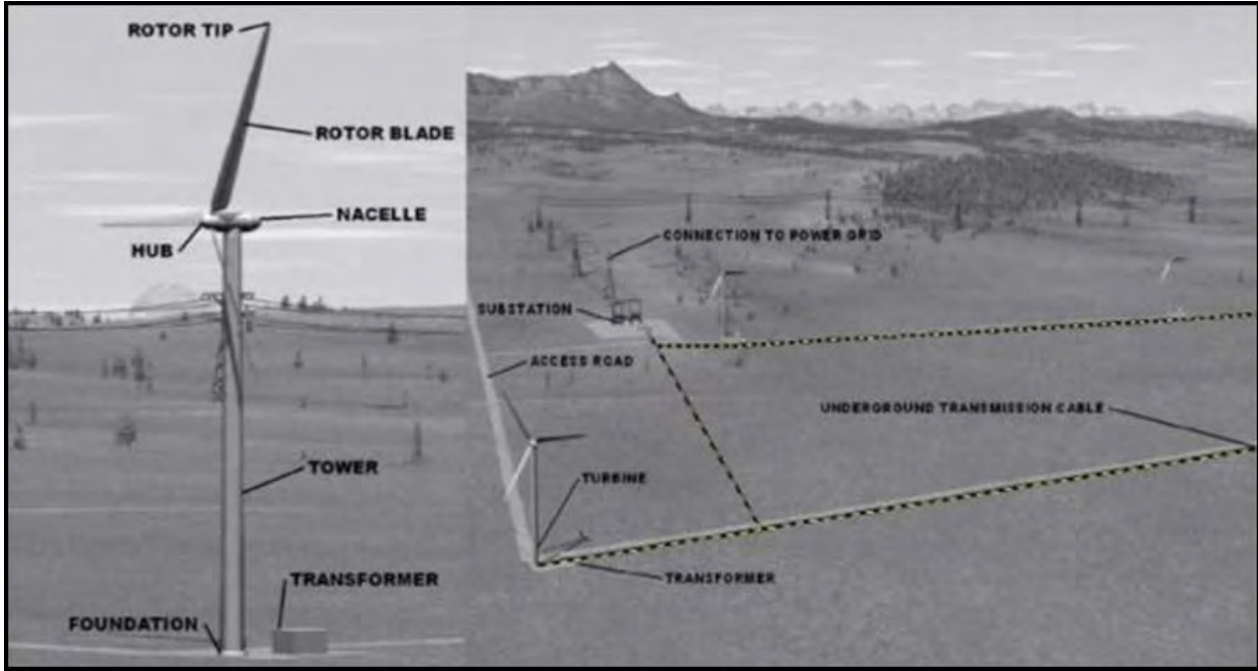 ROTOR TIP
ROTOR BLADE
NACELLE
HUB
TOWER
TRANSFORMER
FOUNDATION
CONNECTION TO POWER GRID
SUBSTATION
ACCESS ROAD
UNDERGROUND TRANSMISSION CABLE
TURBINE
TRANSFORMER